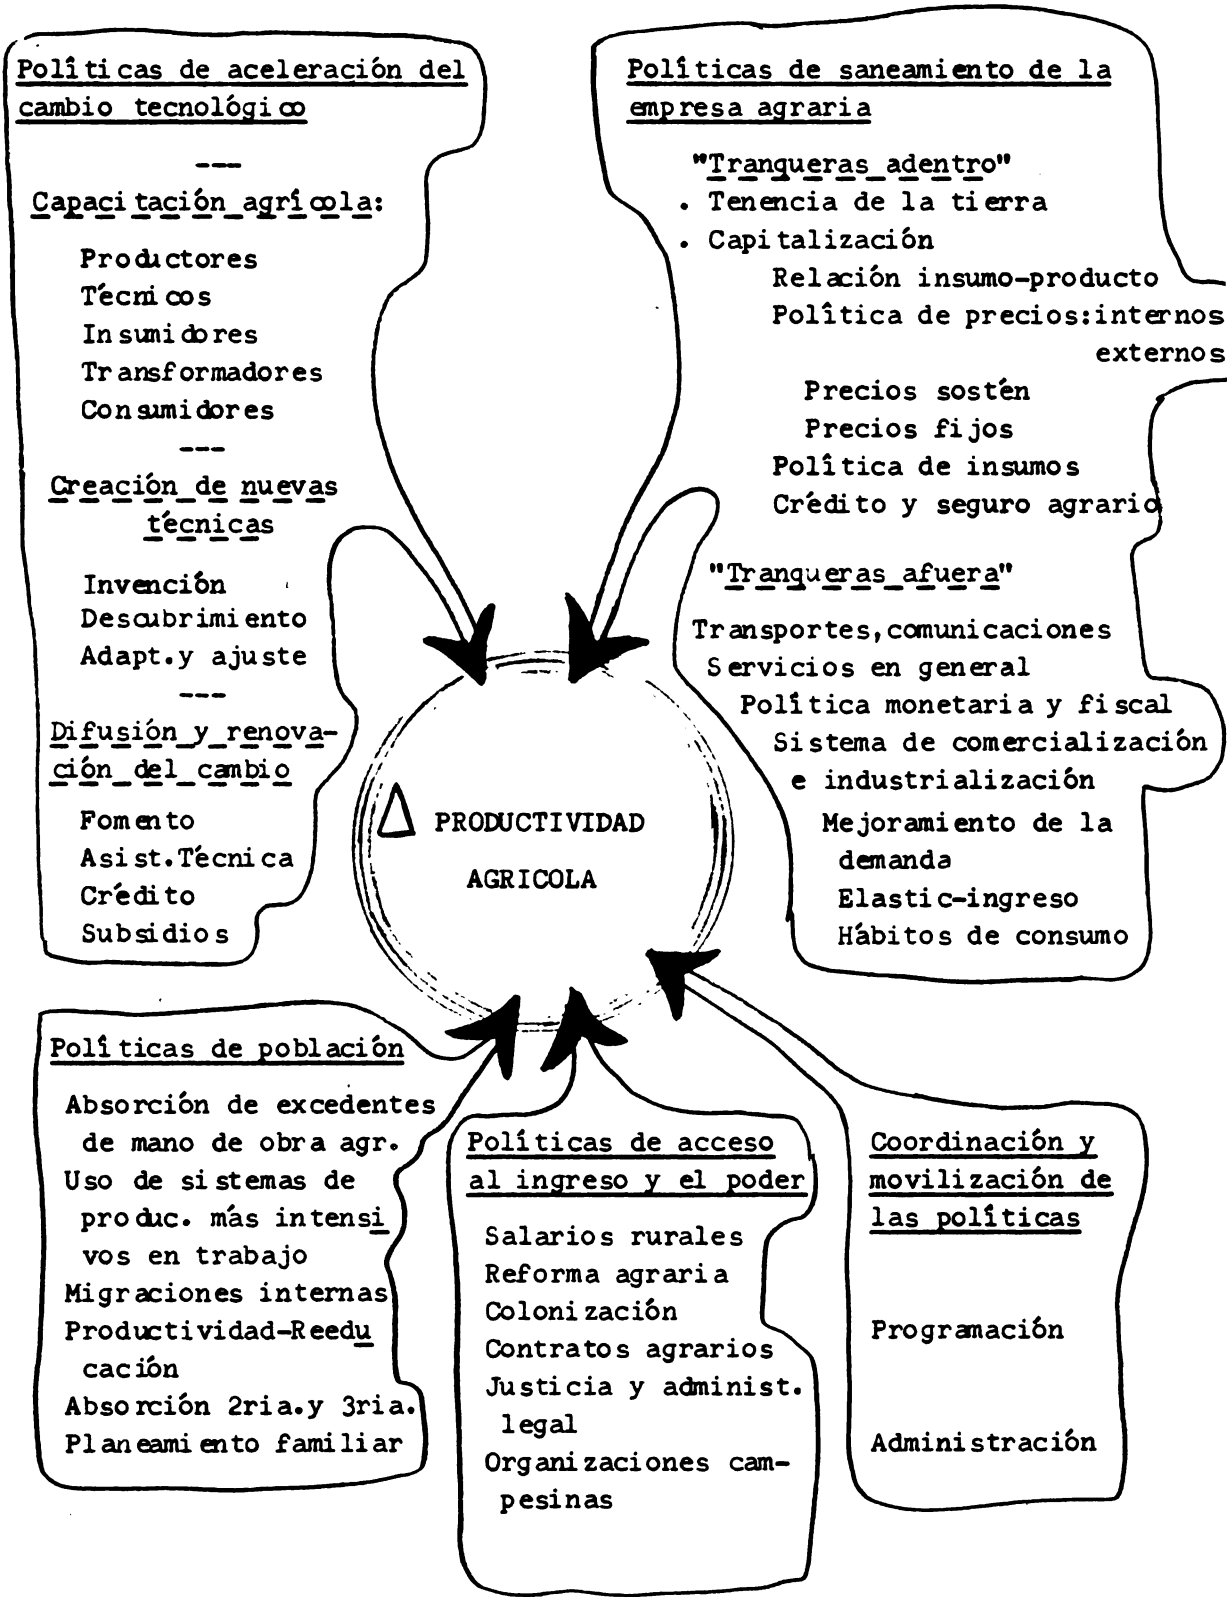 Políticas de aceleración del
cambio tecnológico
---
Capacitación agrícola:
Productores
Técnicos
Insumidores
Transformadores
Consumidores
---
Creación de nuevas
técnicas
Invención
Descubrimiento
Adapt.y ajuste
---
Difusión y renova-
ción del cambio
Fomento
Asist.Técnica
Crédito
Subsidios
Políticas de saneamiento de la
empresa agraria
"Tranqueras adentro"
. Tenencia de la tierra
. Capitalización
Relación insumo-producto
Política de precios:internos
externos
Precios sostén
Precios fijos
Política de insumos
Crédito y seguro agrario
"Tranqueras afuera"
Transportes,comunicaciones
Servicios en general
Política monetaria y fiscal
Sistema de comercialización
e industrialización
Mejoramiento de la
demanda
Elastic-ingreso
Hábitos de consumo
Δ PRODUCTIVIDAD
AGRICOLA
Políticas de población
Absorción de excedentes
de mano de obra agr.
Uso de sistemas de
produc. más intensi
vos en trabajo
Migraciones internas
Productividad-Reedu
cación
Absorción 2ria.y 3ria.
Planeamiento familiar
Políticas de acceso
al ingreso y el poder
Salarios rurales
Reforma agraria
Colonización
Contratos agrarios
Justicia y administ.
legal
Organizaciones cam-
pesinas
Coordinación y
movilización de
las políticas
Programación
Administración